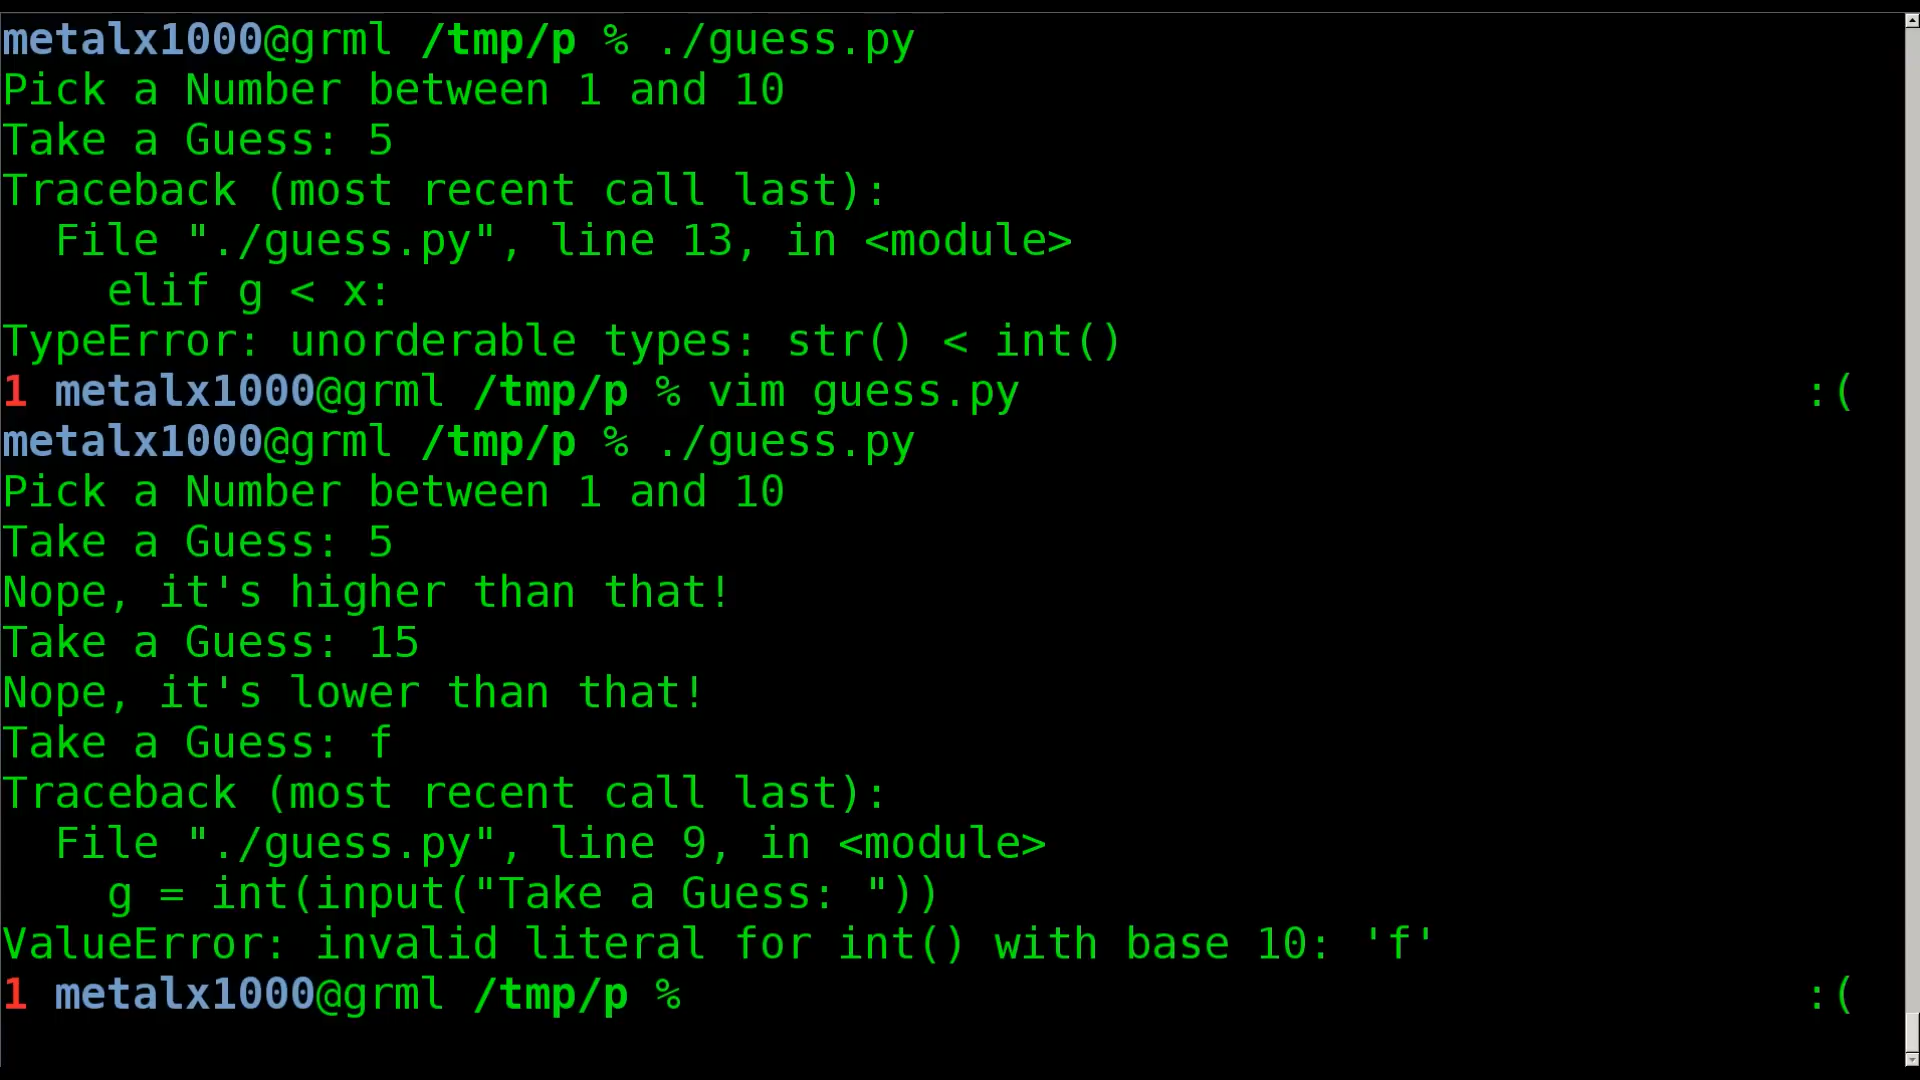 metalx1000@grml /tmp/p % ./guess.py
Pick a Number between 1 and 10
Take a Guess: 5
Traceback (most recent call last):
  File "./guess.py", line 13, in <module>
    elif g < x:
TypeError: unorderable types: str() < int()
1 metalx1000@grml /tmp/p % vim guess.py :(
metalx1000@grml /tmp/p % ./guess.py
Pick a Number between 1 and 10
Take a Guess: 5
Nope, it's higher than that!
Take a Guess: 15
Nope, it's lower than that!
Take a Guess: f
Traceback (most recent call last):
  File "./guess.py", line 9, in <module>
    g = int(input("Take a Guess: "))
ValueError: invalid literal for int() with base 10: 'f'
1 metalx1000@grml /tmp/p % :(